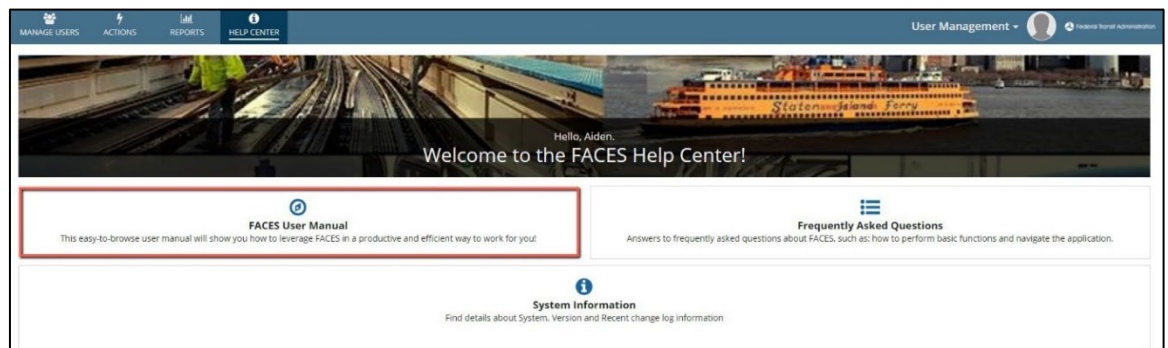 MANAGE USERS
ACTIONS
REPORTS
HELP CENTER
User Management
Federal Transit Administration
Staten Island Ferry
Hello, Aiden.
Welcome to the FACES Help Center!
FACES User Manual
This easy-to-browse user manual will show you how to leverage FACES in a productive and efficient way to work for you!
Frequently Asked Questions
Answers to frequently asked questions about FACES, such as: how to perform basic functions and navigate the application.
System Information
Find details about System, Version and Recent change log information